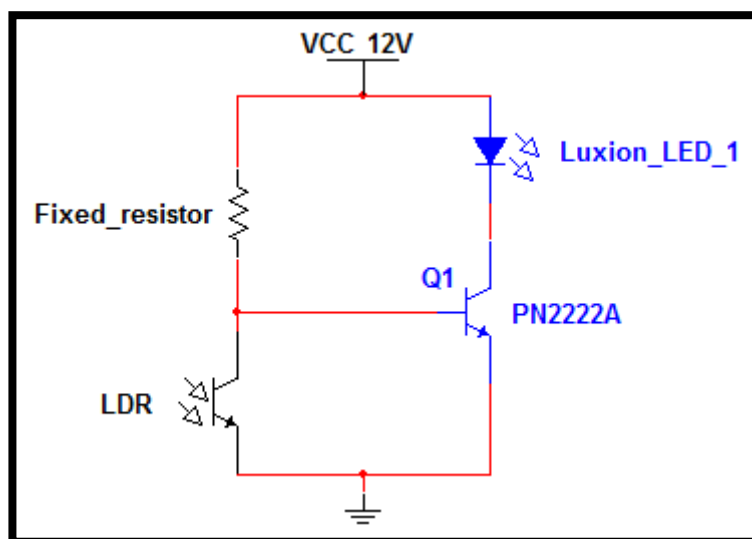 VCC 12V
Luxion_LED_1
Fixed_resistor
Q1
PN2222A
LDR